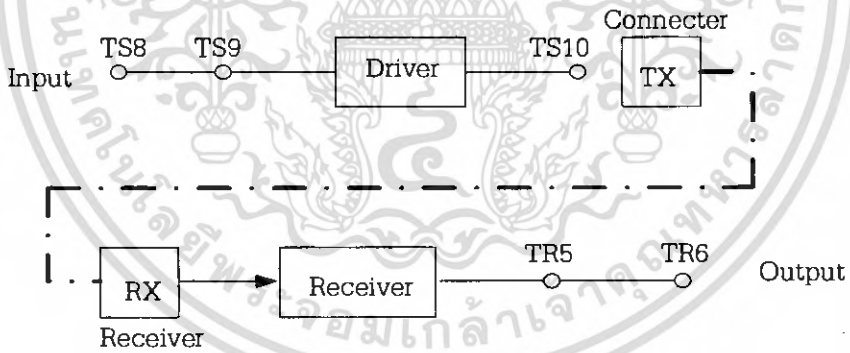 Connecter
TS8 TS9 Driver TS10 TX
Input
TR5 TR6
RX Receiver Output
Receiver